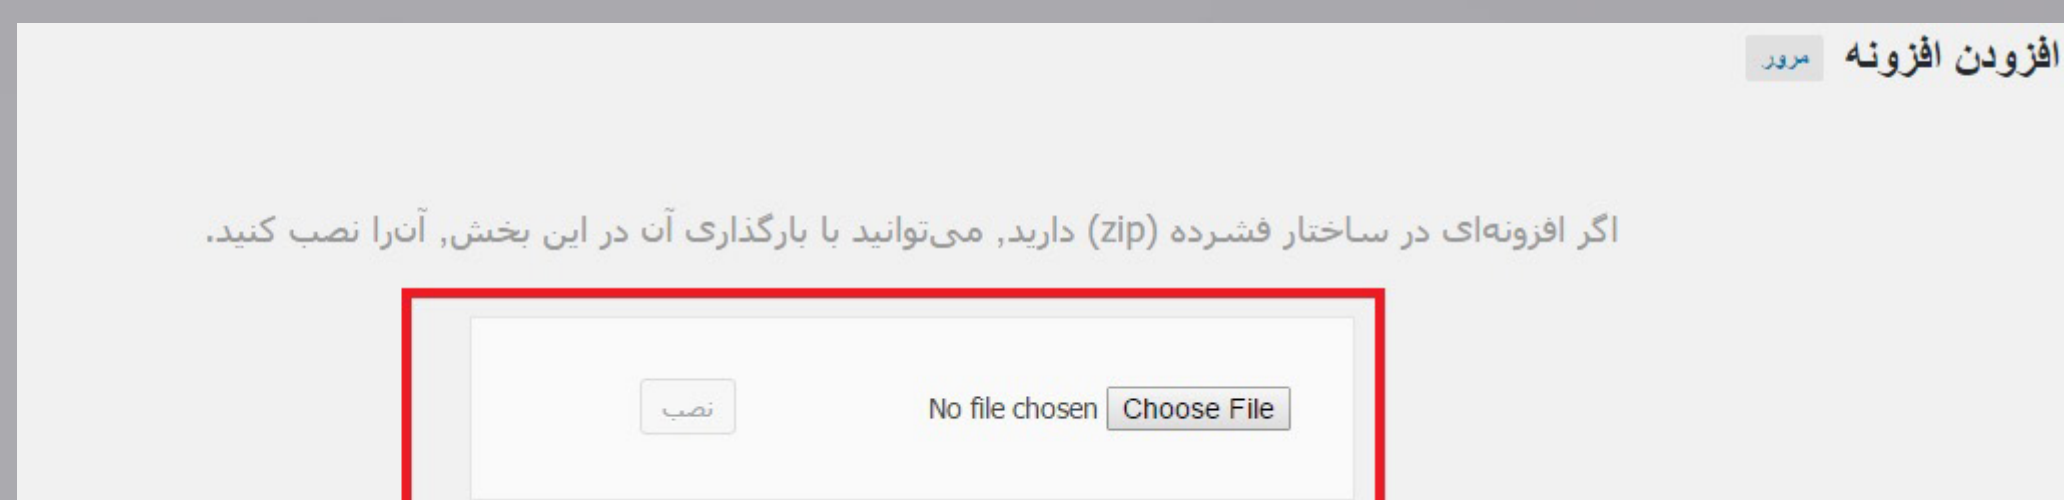 افزودن افزونه مرور
اگر افزونه‌ای در ساختار فشرده (zip) دارید, می‌توانید با بارگذاری آن در این بخش, آن‌را نصب کنید.
Choose File No file chosen نصب